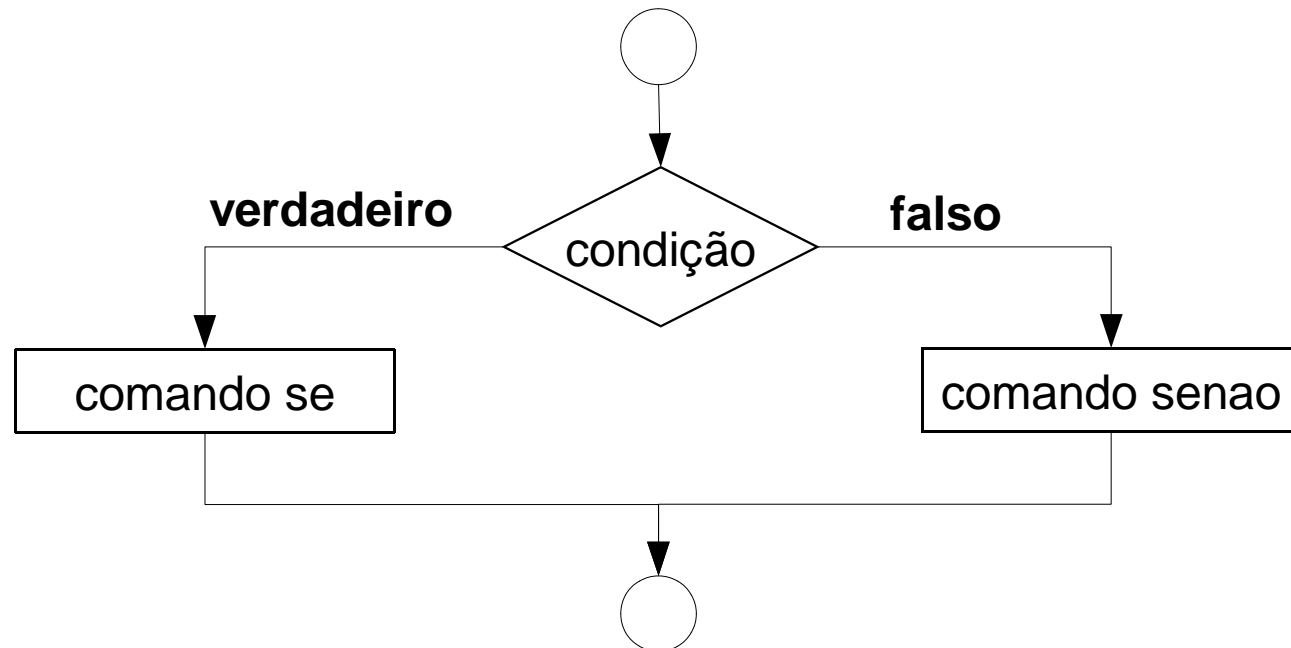 verdadeiro
falso
condição
comando se
comando senao